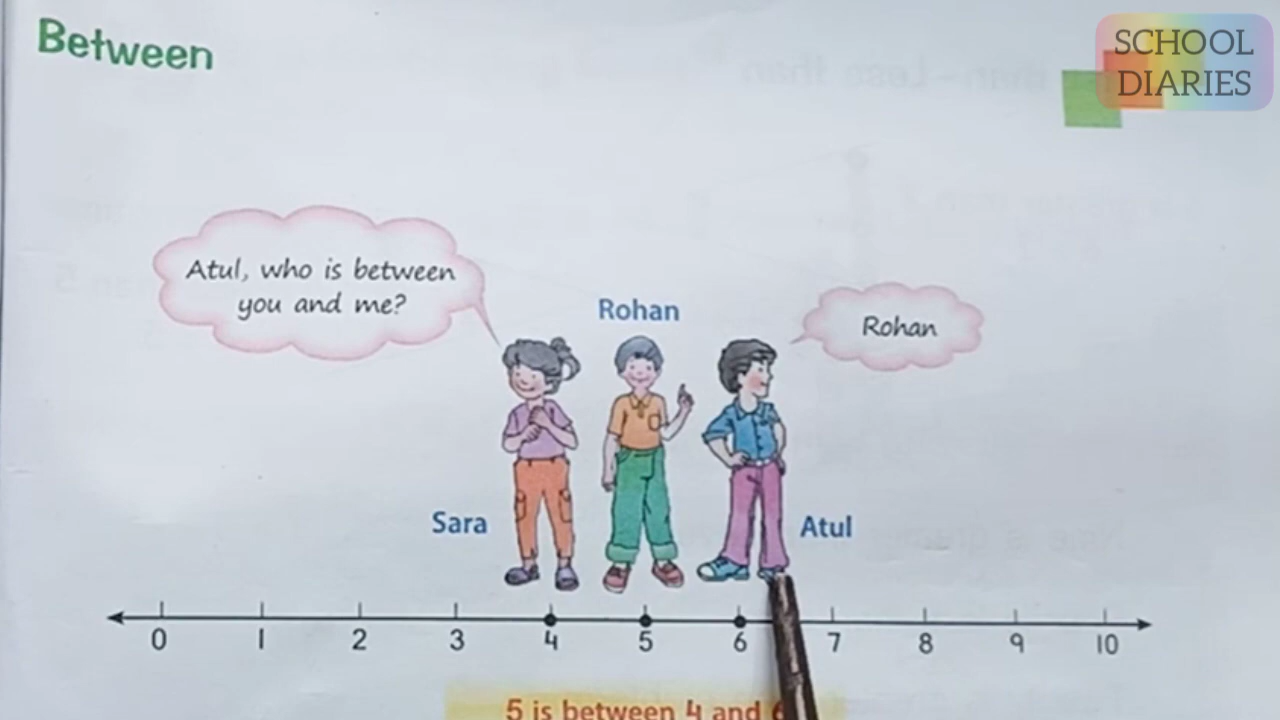 Between
SCHOOL
DIARIES
Atul, who is between
you and me?
Rohan
Rohan
Sara
Atul
0 1 2 3 4 5 6 7 8 9 10
5 is between 4 and 6